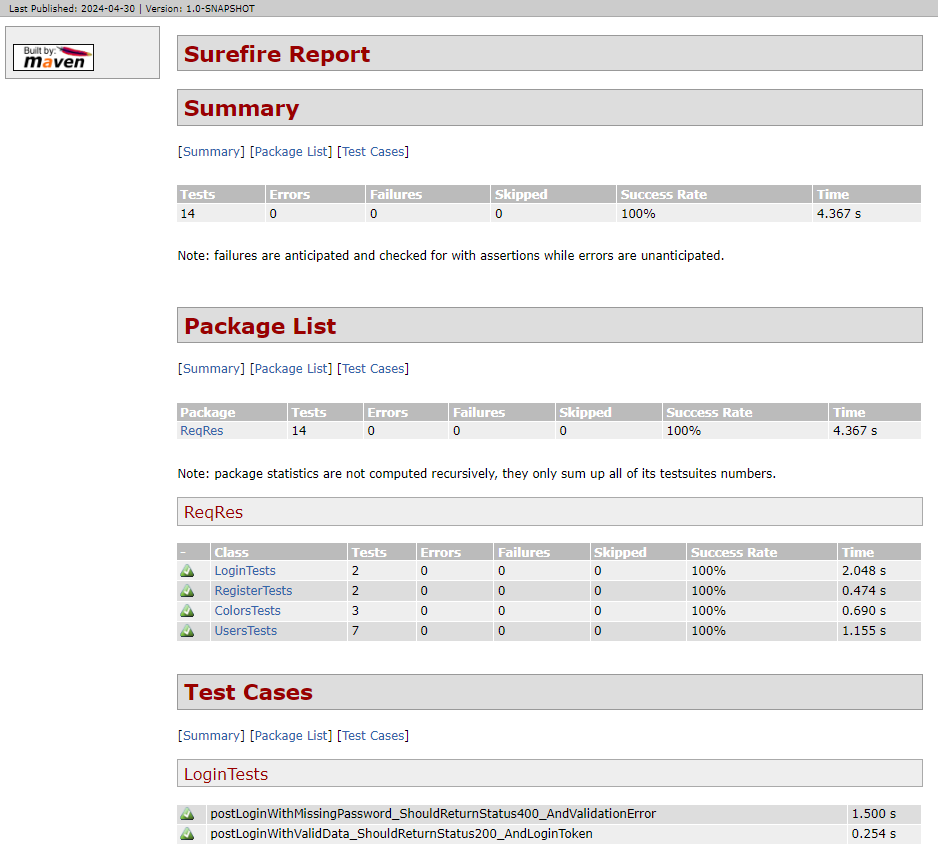 Last Published: 2024-04-30 | Version: 1.0-SNAPSHOT
Built by:
maven
Surefire Report
Summary
[Summary] [Package List] [Test Cases]
Tests Errors Failures Skipped Success Rate Time
14 0 0 0 100% 4.367 s
Note: failures are anticipated and checked for with assertions while errors are unanticipated.
Package List
[Summary] [Package List] [Test Cases]
Package Tests Errors Failures Skipped Success Rate Time
ReqRes 14 0 0 0 100% 4.367 s
Note: package statistics are not computed recursively, they only sum up all of its testsuites numbers.
ReqRes
- Class Tests Errors Failures Skipped Success Rate Time
LoginTests 2 0 0 0 100% 2.048 s
RegisterTests 2 0 0 0 100% 0.474 s
ColorsTests 3 0 0 0 100% 0.690 s
UsersTests 7 0 0 0 100% 1.155 s
Test Cases
[Summary] [Package List] [Test Cases]
LoginTests
postLoginWithMissingPassword_ShouldReturnStatus400_AndValidationError 1.500 s
postLoginWithValidData_ShouldReturnStatus200_AndLoginToken 0.254 s